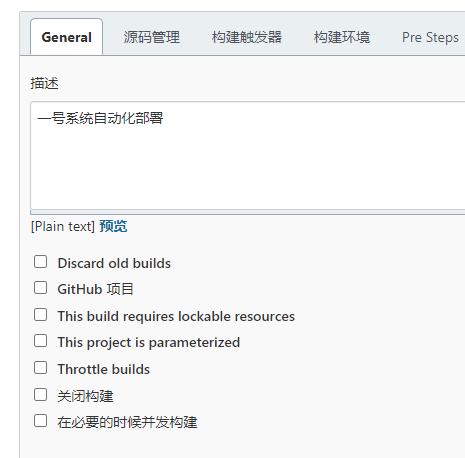 General 源码管理 构建触发器 构建环境 Pre Steps
描述
一号系统自动化部署
[Plain text] 预览
Discard old builds
GitHub 项目
This build requires lockable resources
This project is parameterized
Throttle builds
关闭构建
在必要的时候并发构建